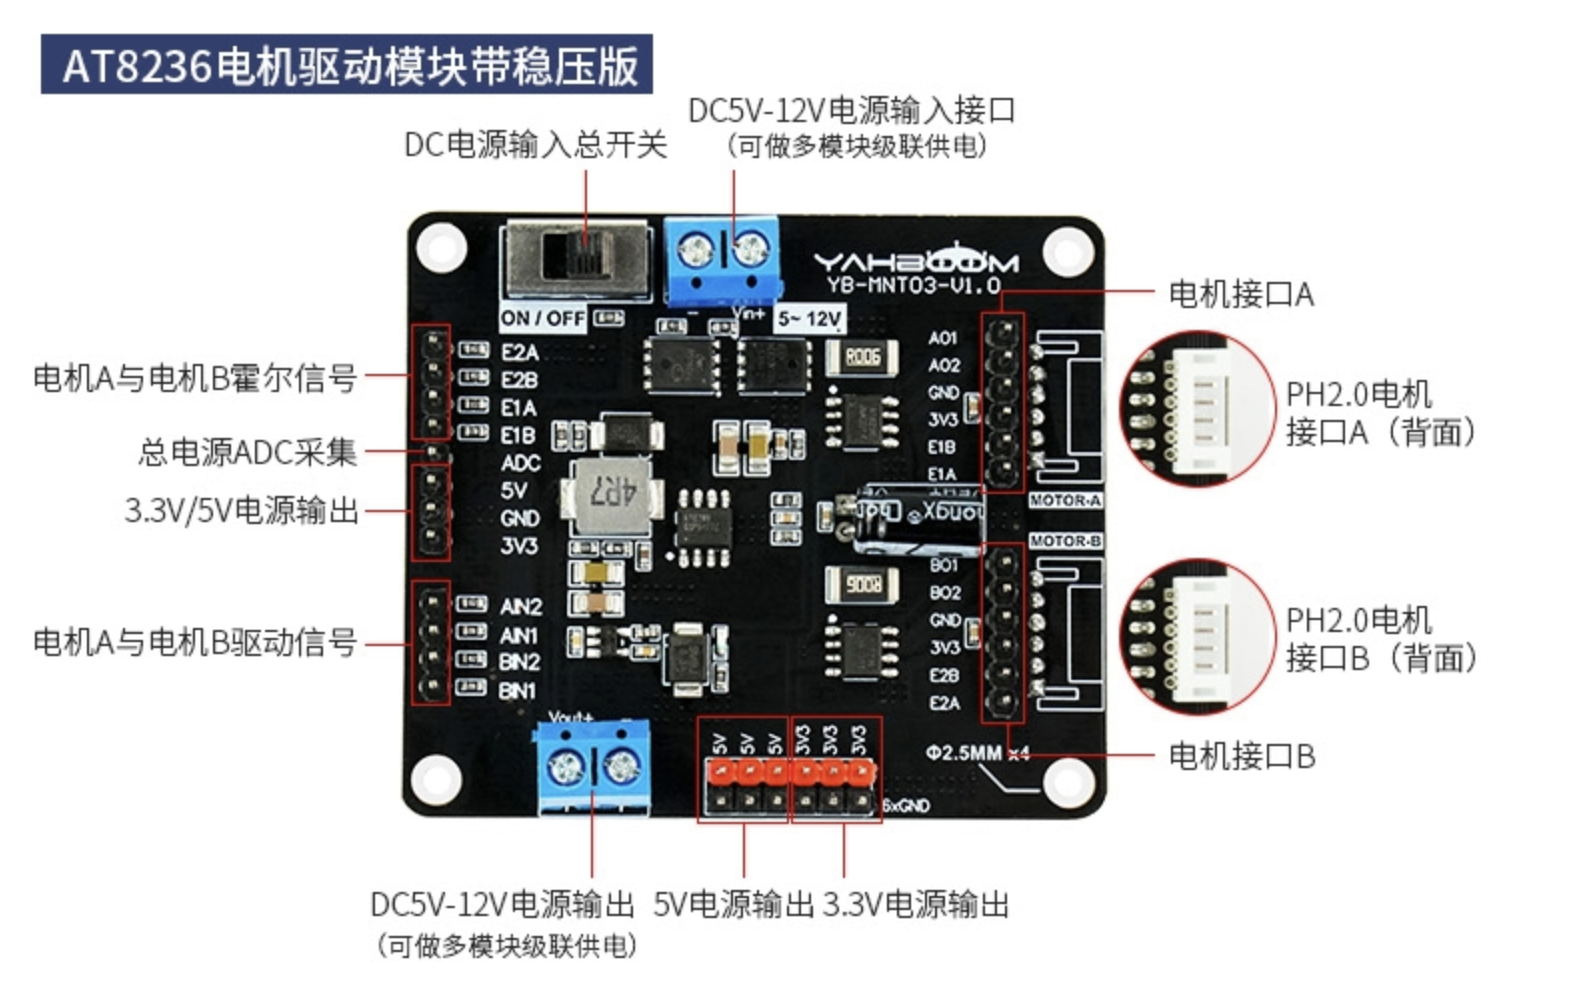 AT8236电机驱动模块带稳压版
DC5V-12V电源输入接口
DC电源输入总开关
(可做多模块级联供电)
YAHBOOM
YB-MNT03-V1.0
电机接口A
ON / OFF
-
Vin+
5~ 12V
电机A与电机B霍尔信号
E2A
E2B
E1A
E1B
总电源ADC采集
ADC
3.3V/5V电源输出
5V
GND
3V3
R006
4R7
AO1
AO2
GND
3V3
E1B
E1A
MOTOR-A
PH2.0电机
接口A（背面）
电机A与电机B驱动信号
AIN2
AIN1
BIN2
BIN1
R006
MOTOR-B
BO1
BO2
GND
3V3
E2B
E2A
PH2.0电机
接口B（背面）
Vout+
-
5V
5V
5V
3V3
3V3
3V3
Φ2.5MM x4
6xGND
电机接口B
DC5V-12V电源输出
(可做多模块级联供电)
5V电源输出
3.3V电源输出